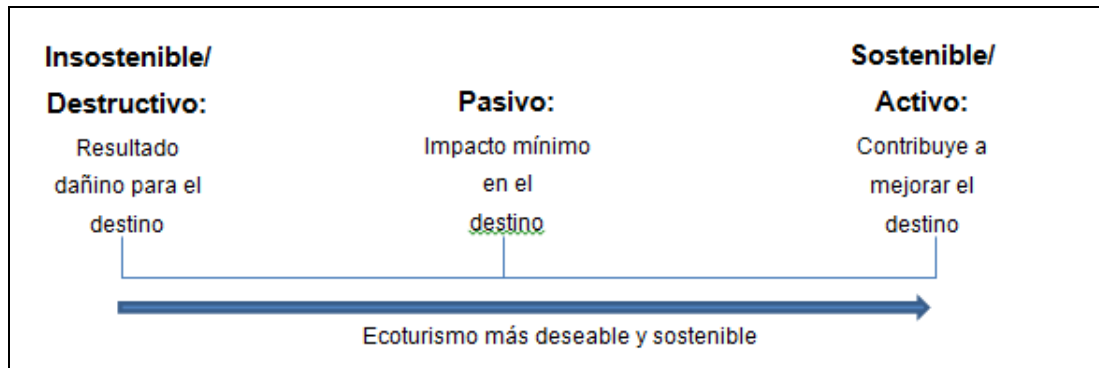 Insostenible/
Destructivo:
Resultado
dañino para el
destino
Pasivo:
Impacto mínimo
en el
destino
Sostenible/
Activo:
Contribuye a
mejorar el
destino
Ecoturismo más deseable y sostenible